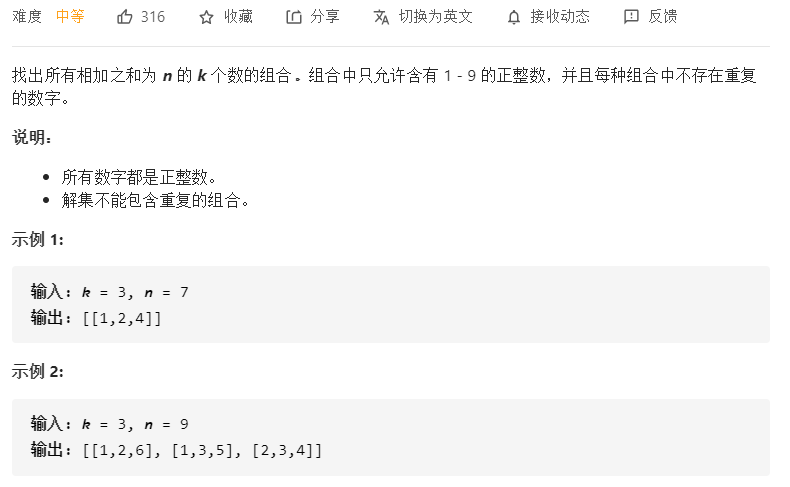 难度 中等 316 收藏 分享 切换为英文 接收动态 反馈
找出所有相加之和为 n 的 k 个数的组合。组合中只允许含有 1 - 9 的正整数，并且每种组合中不存在重复
的数字。
说明：
所有数字都是正整数。
解集不能包含重复的组合。
示例 1:
输入: k = 3, n = 7
输出: [[1,2,4]]
示例 2:
输入: k = 3, n = 9
输出: [[1,2,6], [1,3,5], [2,3,4]]